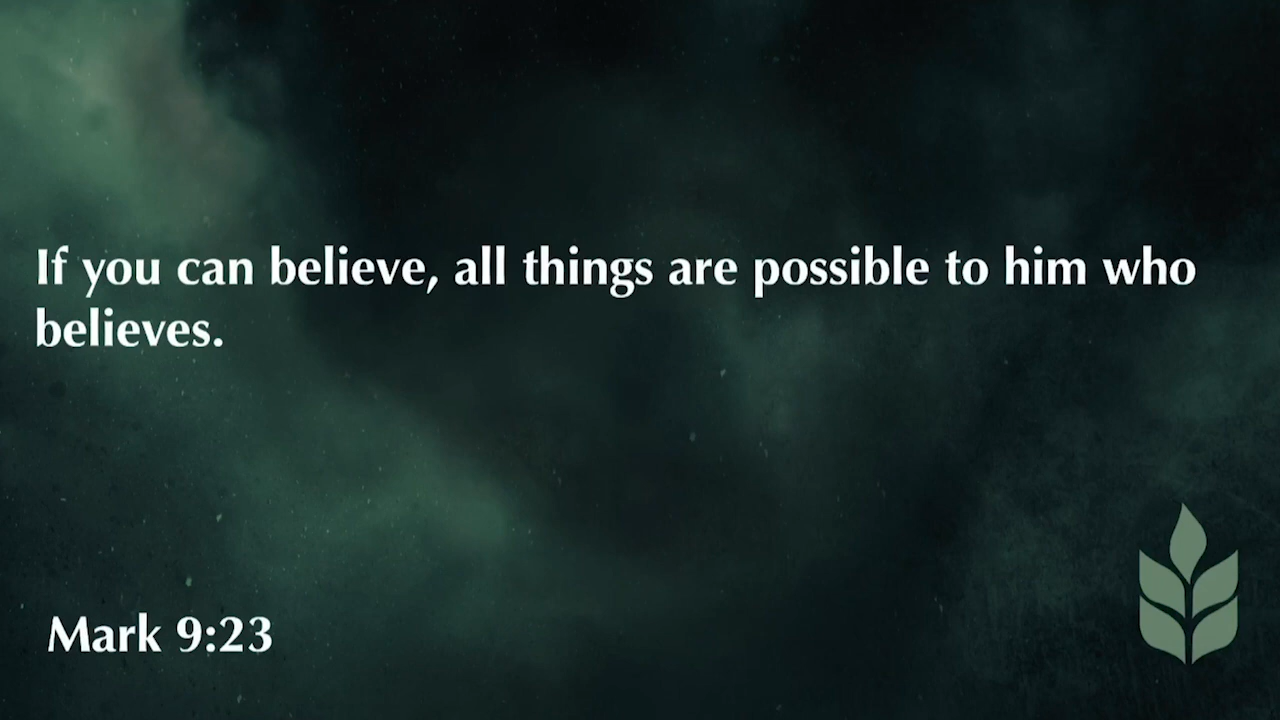 If you can believe, all things are possible to him who
believes.
Mark 9:23